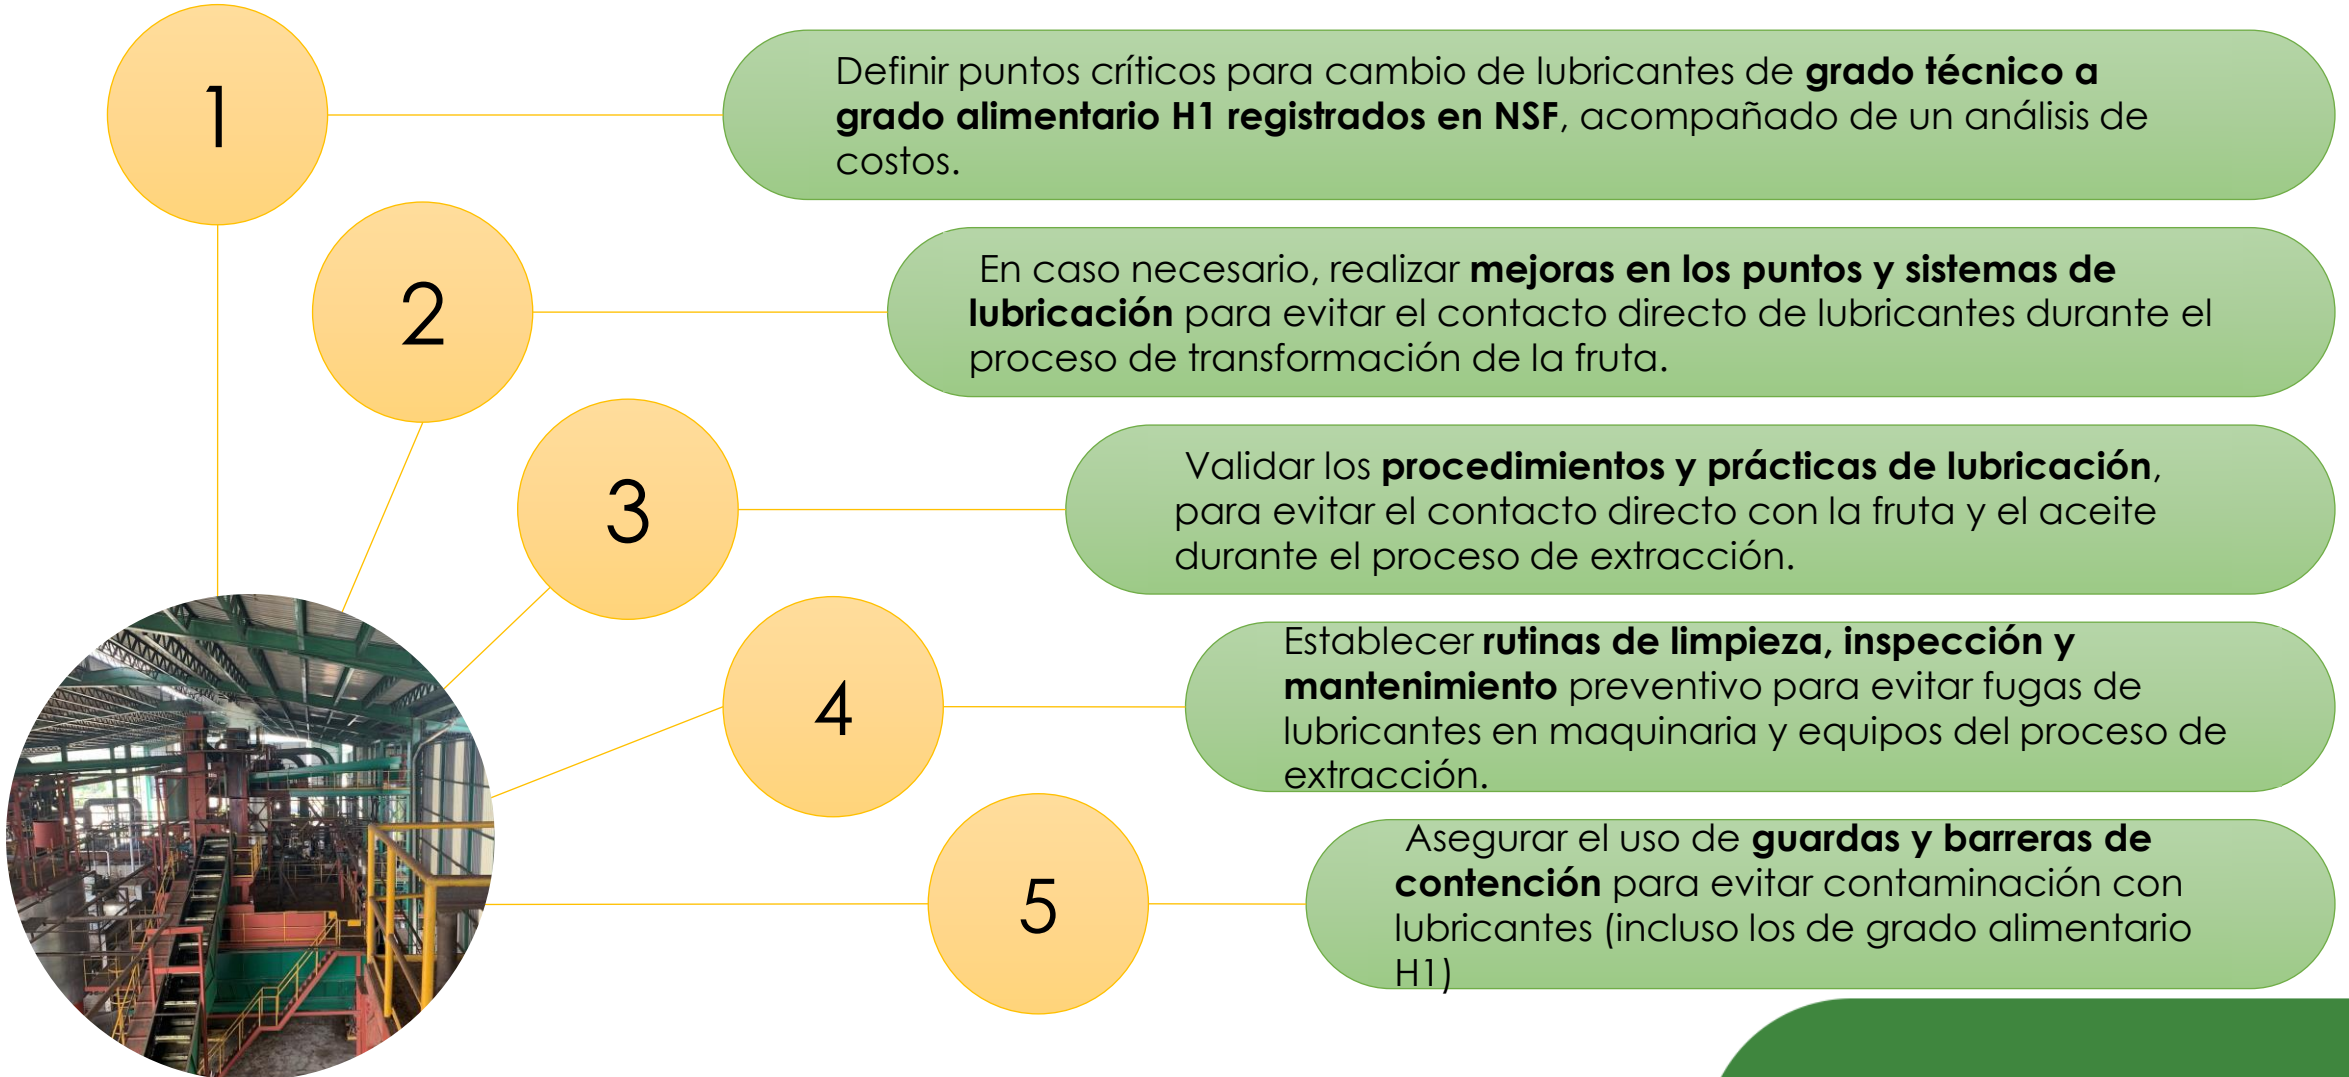 1
Definir puntos críticos para cambio de lubricantes de grado técnico a
grado alimentario H1 registrados en NSF, acompañado de un análisis de
costos.
2
En caso necesario, realizar mejoras en los puntos y sistemas de
lubricación para evitar el contacto directo de lubricantes durante el
proceso de transformación de la fruta.
3
Validar los procedimientos y prácticas de lubricación,
para evitar el contacto directo con la fruta y el aceite
durante el proceso de extracción.
4
Establecer rutinas de limpieza, inspección y
mantenimiento preventivo para evitar fugas de
lubricantes en maquinaria y equipos del proceso de
extracción.
5
Asegurar el uso de guardas y barreras de
contención para evitar contaminación con
lubricantes (incluso los de grado alimentario
H1)